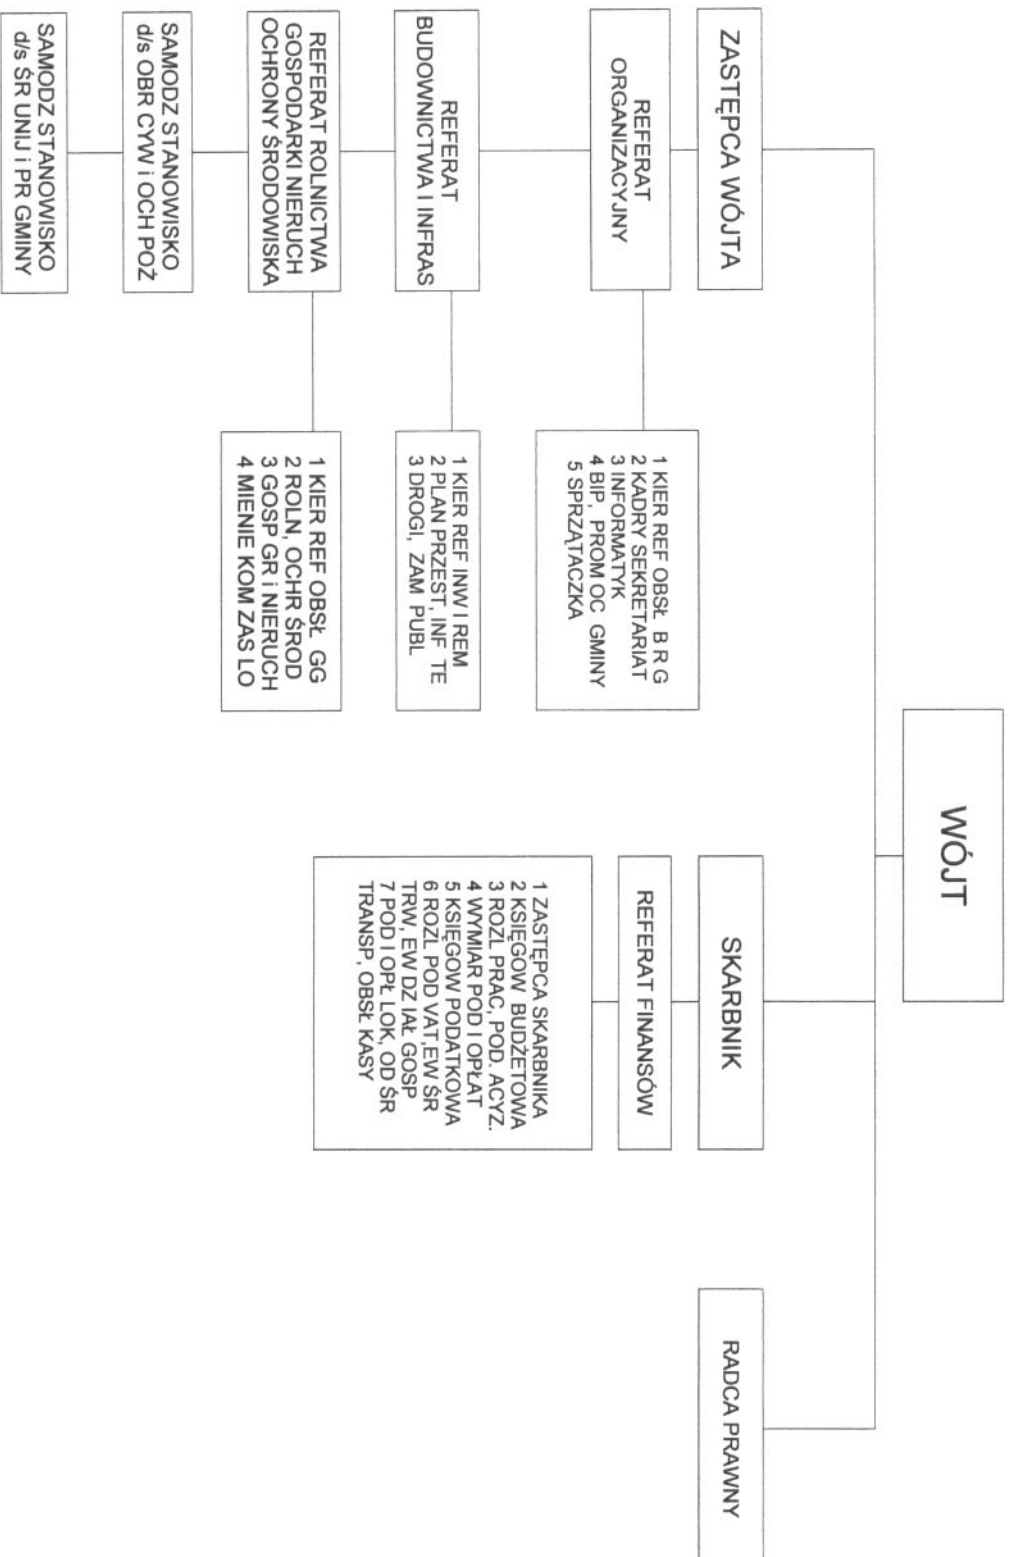 WÓJT
ZASTĘPCA WÓJTA
SKARBNIK
RADCA PRAWNY
REFERAT
ORGANIZACYJNY
1 KIER REF OBSŁ B R G
2 KADRY SEKRETARIAT
3 INFORMATYK
4 BIP, PROM OC GMINY
5 SPRZĄTACZKA
REFERAT
BUDOWNICTWA I INFRAS
1 KIER REF INW I REM
2 PLAN PRZEST, INF TE
3 DROGI, ZAM PUBL
REFERAT ROLNICTWA
GOSPODARKI NIERUCH
OCHRONY ŚRODOWISKA
1 KIER REF OBSŁ GG
2 ROLN, OCHR ŚROD
3 GOSP GR i NIERUCH
4 MIENIE KOM ZAS LO
SAMODZ STANOWISKO
d/s OBR CYW i OCH POŻ
SAMODZ STANOWISKO
d/s ŚR UNIJ i PR GMINY
REFERAT FINANSÓW
1 ZASTĘPCA SKARBNIKA
2 KSIĘGOW BUDŻETOWA
3 ROZL PRAC, POD. ACYZ.
4 WYMIAR POD I OPŁAT
5 KSIĘGOW PODATKOWA
6 ROZL POD VAT,EW ŚR
TRW, EW DZ IAŁ GOSP
7 POD I OPŁ LOK, OD ŚR
TRANSP, OBSŁ KASY